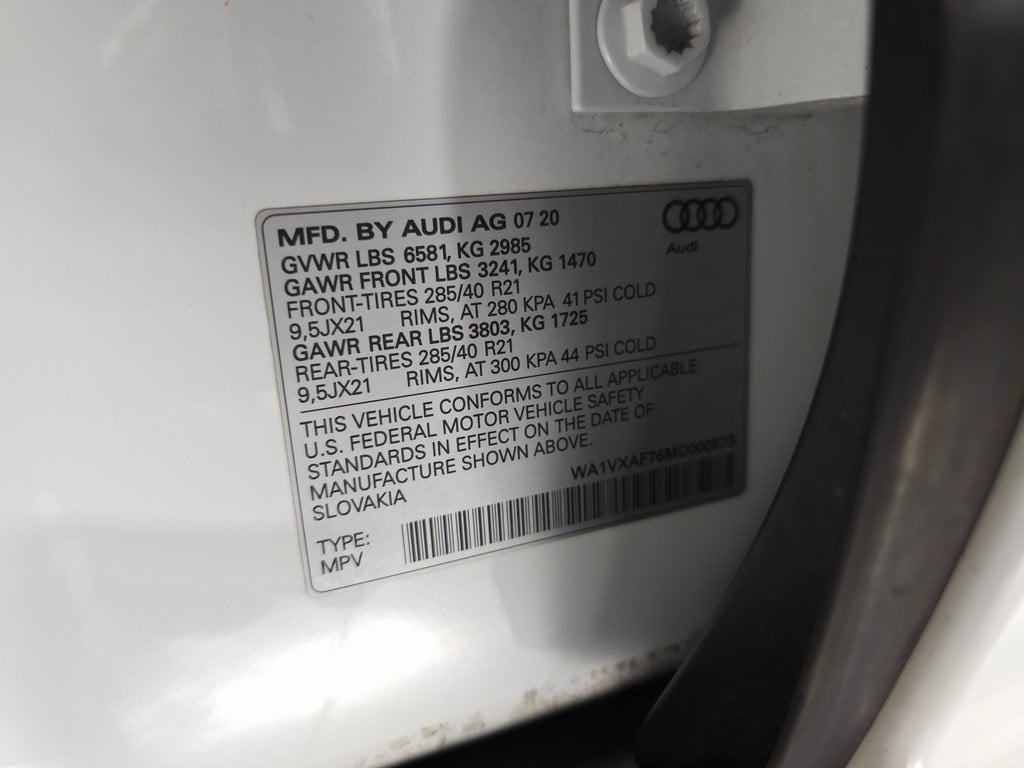 MFD. BY AUDI AG 07 20
Audi
GVWR LBS 6581, KG 2985
GAWR FRONT LBS 3241, KG 1470
FRONT-TIRES 285/40 R21
9,5JX21 RIMS, AT 280 KPA 41 PSI COLD
GAWR REAR LBS 3803, KG 1725
REAR-TIRES 285/40 R21
9,5JX21 RIMS, AT 300 KPA 44 PSI COLD
THIS VEHICLE CONFORMS TO ALL APPLICABLE
U.S. FEDERAL MOTOR VEHICLE SAFETY
STANDARDS IN EFFECT ON THE DATE OF
MANUFACTURE SHOWN ABOVE.
SLOVAKIA
WA1VXAF76MD000573
TYPE:
MPV